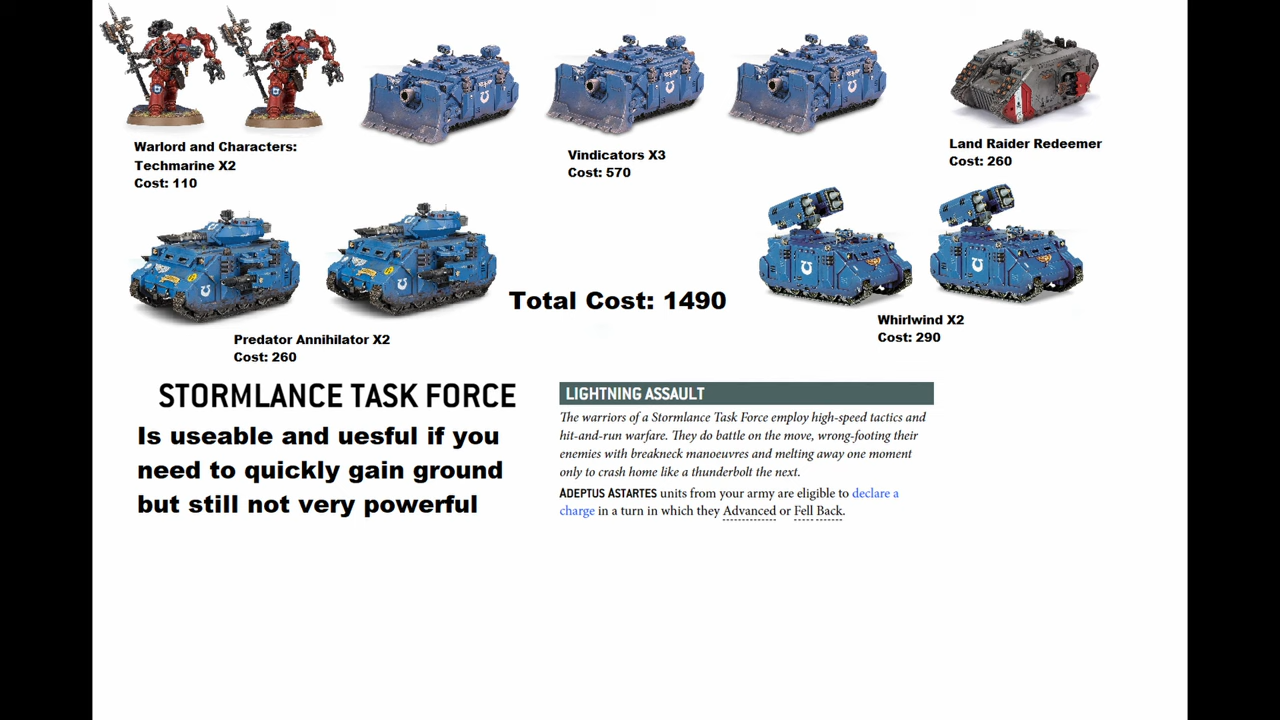 Warlord and Characters:
Techmarine X2
Cost: 110
Vindicators X3
Cost: 570
Land Raider Redeemer
Cost: 260
Predator Annihilator X2
Cost: 260
Total Cost: 1490
Whirlwind X2
Cost: 290
STORMLANCE TASK FORCE
Is useable and uesful if you
need to quickly gain ground
but still not very powerful
LIGHTNING ASSAULT
The warriors of a Stormlance Task Force employ high-speed tactics and
hit-and-run warfare. They do battle on the move, wrong-footing their
enemies with breakneck manoeuvres and melting away one moment
only to crash home like a thunderbolt the next.
ADEPTUS ASTARTES units from your army are eligible to declare a
charge in a turn in which they Advanced or Fell Back.